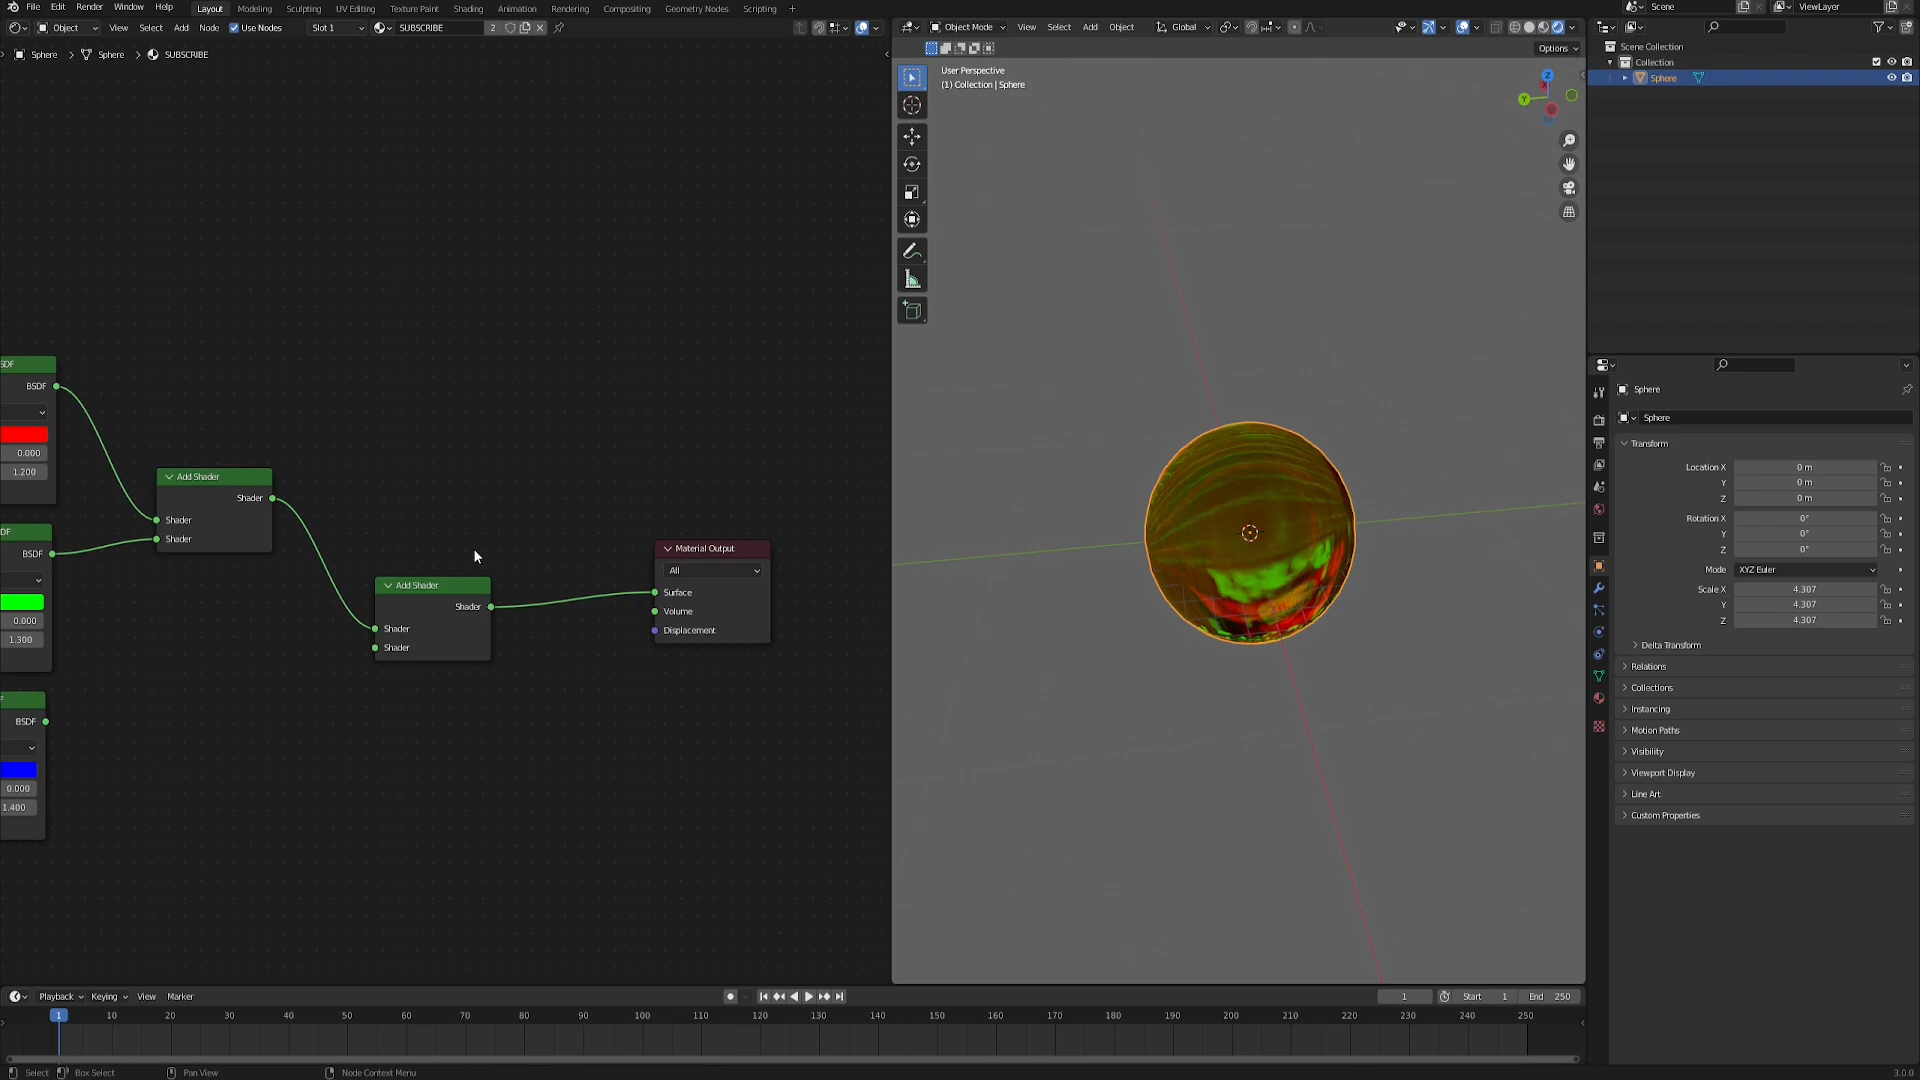 File Edit Render Window Help Layout Modeling Sculpting UV Editing Texture Paint Shading Animation Rendering Compositing Geometry Nodes Scripting + Scene ViewLayer
Object View Select Add Node Use Nodes Slot 1 SUBSCRIBE 2 Object Mode View Select Add Object Global
Options
Sphere Sphere SUBSCRIBE
User Perspective
(1) Collection | Sphere
Z
Y
Scene Collection
Collection
Sphere
SDF
BSDF
0.000
1.200
DF
BSDF
0.000
1.300
F
BSDF
0.000
1.400
Add Shader
Shader
Shader
Shader
Add Shader
Shader
Shader
Shader
Material Output
All
Surface
Volume
Displacement
Sphere
Sphere
Transform
Location X 0 m
Y 0 m
Z 0 m
Rotation X 0°
Y 0°
Z 0°
Mode XYZ Euler
Scale X 4.307
Y 4.307
Z 4.307
Delta Transform
Relations
Collections
Instancing
Motion Paths
Visibility
Viewport Display
Line Art
Custom Properties
Playback Keying View Marker 1 Start 1 End 250
1 10 20 30 40 50 60 70 80 90 100 110 120 130 140 150 160 170 180 190 200 210 220 230 240 250
Select Box Select Pan View Node Context Menu 3.0.0